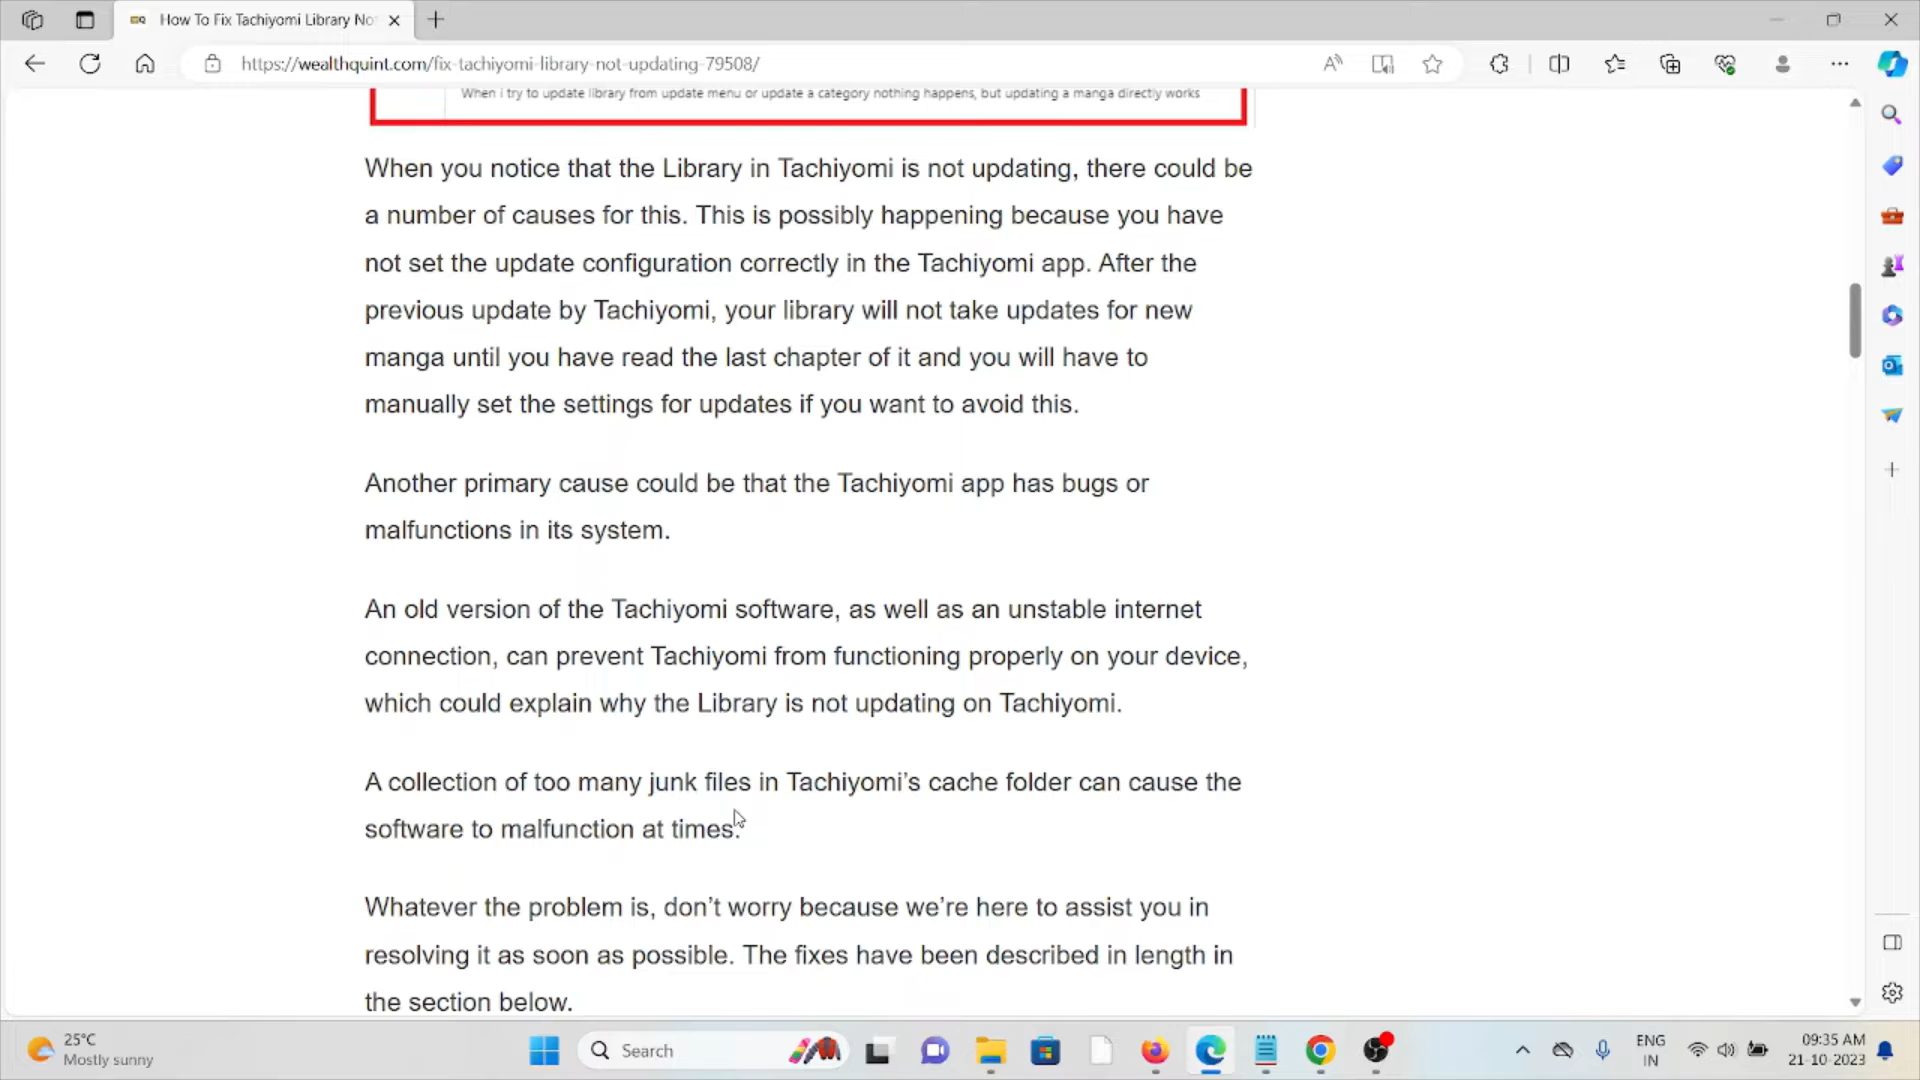 How To Fix Tachiyomi Library No
https://wealthquint.com/fix-tachiyomi-library-not-updating-79508/
When i try to update library from update menu or update a category nothing happens, but updating a manga directly works
When you notice that the Library in Tachiyomi is not updating, there could be
a number of causes for this. This is possibly happening because you have
not set the update configuration correctly in the Tachiyomi app. After the
previous update by Tachiyomi, your library will not take updates for new
manga until you have read the last chapter of it and you will have to
manually set the settings for updates if you want to avoid this.
Another primary cause could be that the Tachiyomi app has bugs or
malfunctions in its system.
An old version of the Tachiyomi software, as well as an unstable internet
connection, can prevent Tachiyomi from functioning properly on your device,
which could explain why the Library is not updating on Tachiyomi.
A collection of too many junk files in Tachiyomi’s cache folder can cause the
software to malfunction at times.
Whatever the problem is, don’t worry because we’re here to assist you in
resolving it as soon as possible. The fixes have been described in length in
the section below.
25°C
Mostly sunny
Search
ENG
IN
09:35 AM
21-10-2023